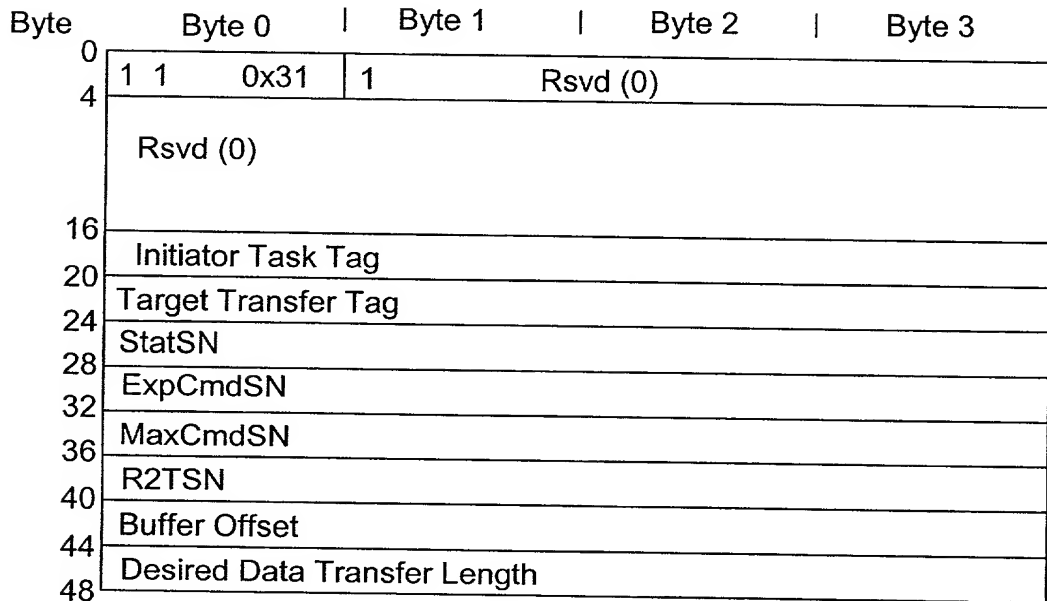 Byte Byte 0 | Byte 1 | Byte 2 | Byte 3
0
1 1 0x31 1 Rsvd (0)
4
Rsvd (0)
16
Initiator Task Tag
20
Target Transfer Tag
24
StatSN
28
ExpCmdSN
32
MaxCmdSN
36
R2TSN
40
Buffer Offset
44
Desired Data Transfer Length
48